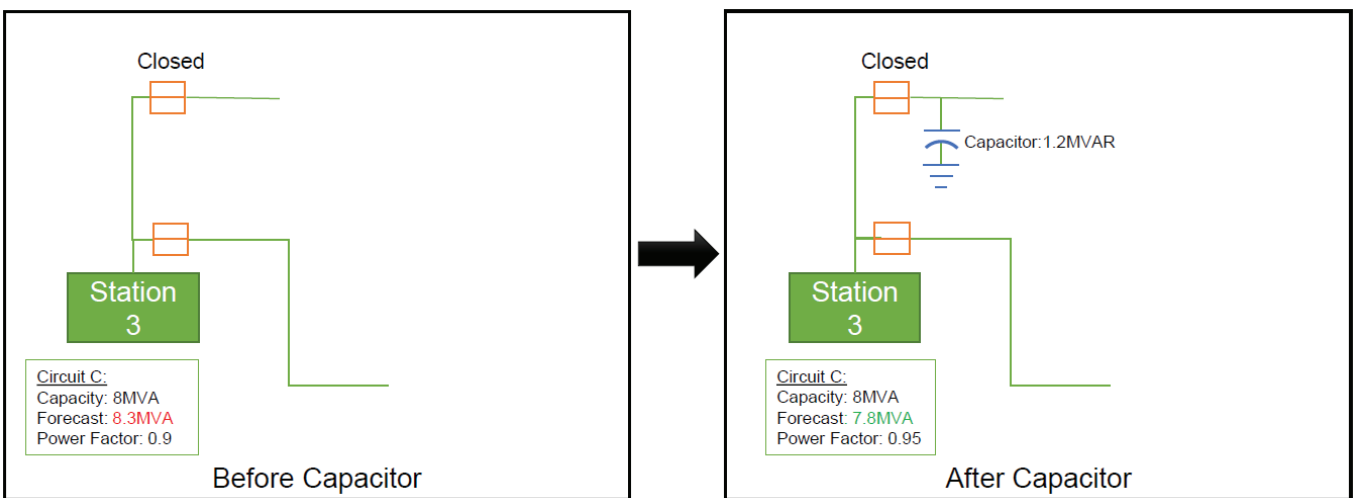 Closed
Station
3
Circuit C:
Capacity: 8MVA
Forecast: 8.3MVA
Power Factor: 0.9
Before Capacitor
Closed
Capacitor:1.2MVAR
Station
3
Circuit C:
Capacity: 8MVA
Forecast: 7.8MVA
Power Factor: 0.95
After Capacitor